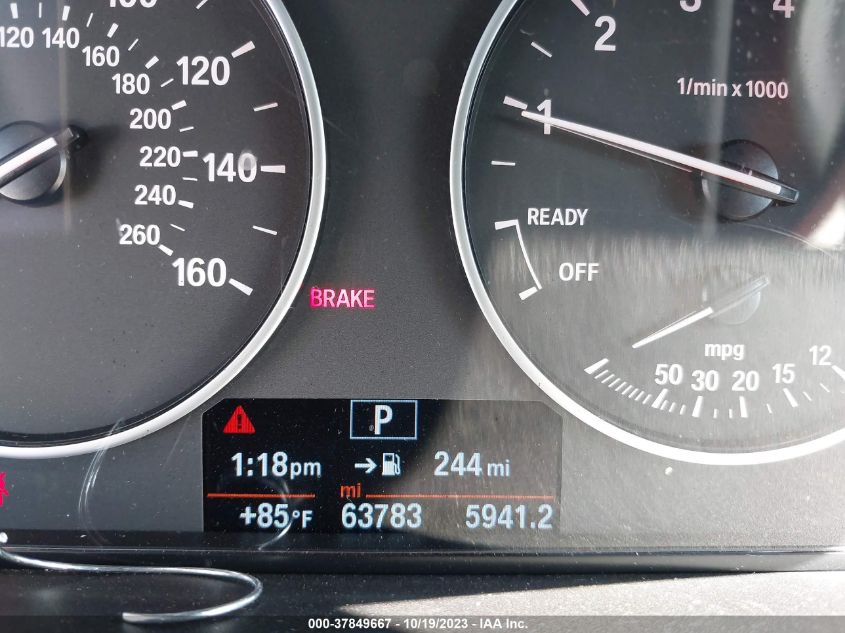 120 140
160
180
200
220
240
260
120
140
160
BRAKE
1
2
3
4
1/min x 1000
READY
OFF
mpg
50 30 20 15 12
P
1:18pm 244 mi
mi
+85°F 63783 5941.2
000-37849667 - 10/19/2023 - IAA Inc.